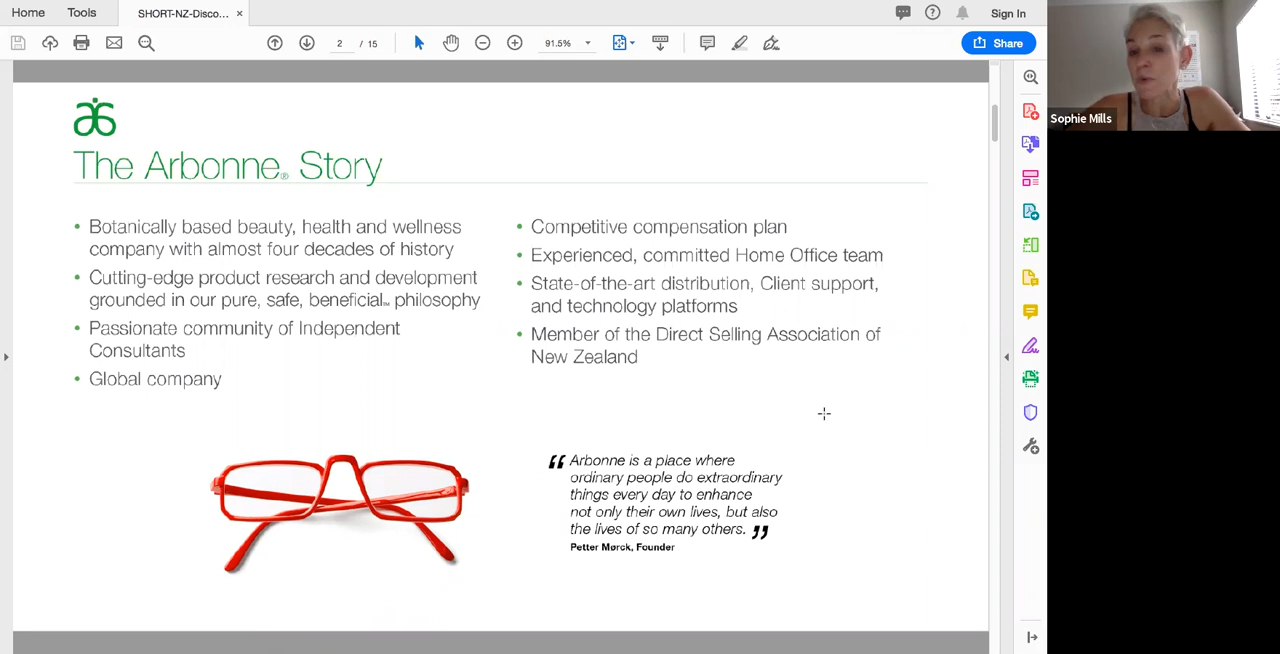 Home
Tools
SHORT-NZ-Disco... ×
Sign In
2 / 15
91.5%
Share
Sophie Mills
The Arbonne® Story
• Botanically based beauty, health and wellness
company with almost four decades of history
• Cutting-edge product research and development
grounded in our pure, safe, beneficial™ philosophy
• Passionate community of Independent
Consultants
• Global company
• Competitive compensation plan
• Experienced, committed Home Office team
• State-of-the-art distribution, Client support,
and technology platforms
• Member of the Direct Selling Association of
New Zealand
“ Arbonne is a place where
ordinary people do extraordinary
things every day to enhance
not only their own lives, but also
the lives of so many others. ”
Petter Mørck, Founder